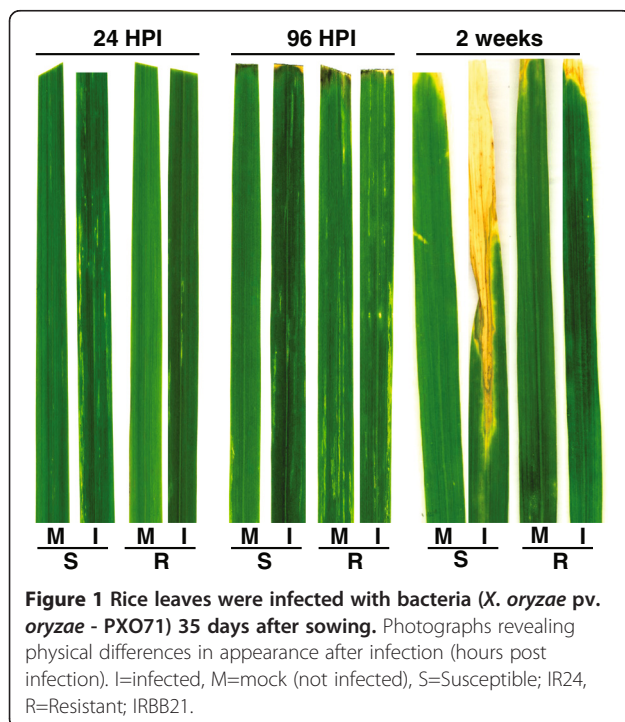 24 HPI 96 HPI 2 weeks
M I M I M I M I M I M I
S R S R S R
Figure 1 Rice leaves were infected with bacteria (X. oryzae pv.
oryzae - PXO71) 35 days after sowing. Photographs revealing
physical differences in appearance after infection (hours post
infection). I=infected, M=mock (not infected), S=Susceptible; IR24,
R=Resistant; IRBB21.